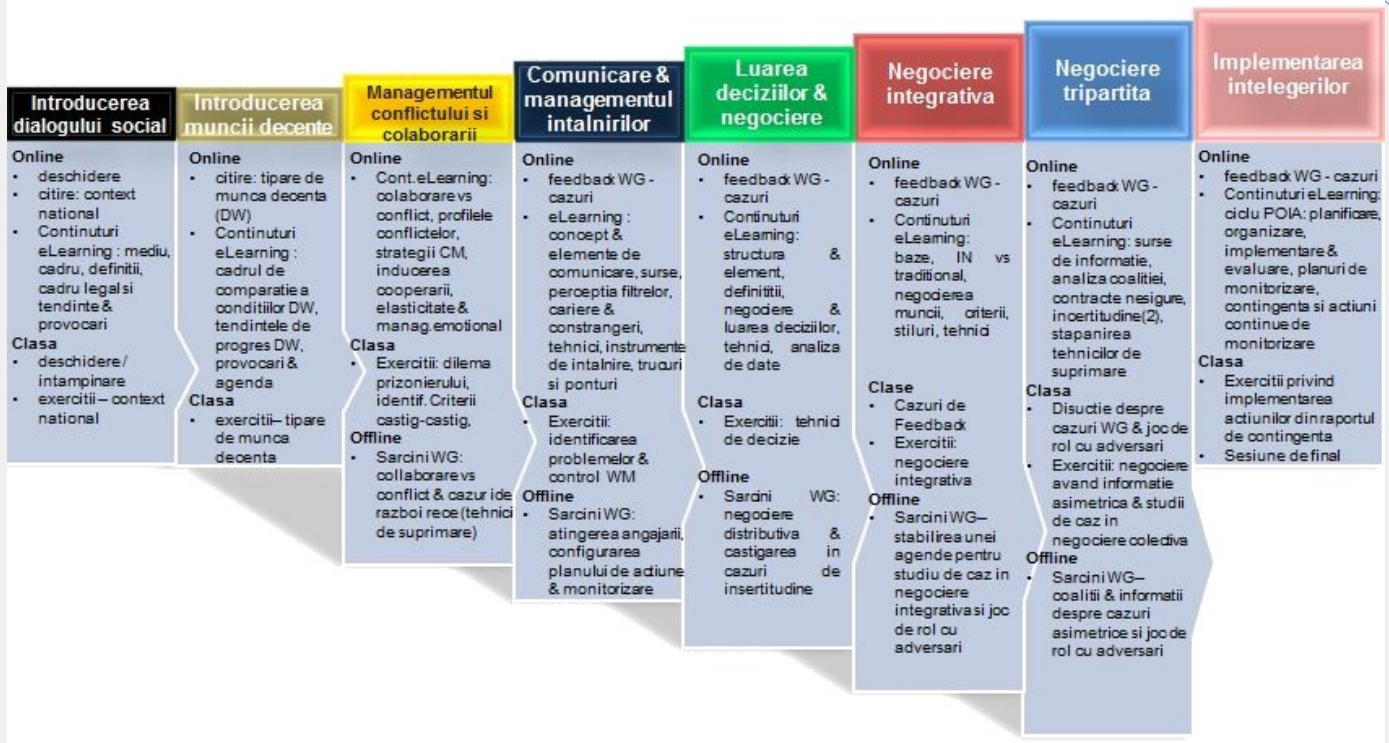 Introducerea
dialogului social
Online
• deschidere
• citire: context
national
• Continuturi
eLearning : mediu,
cadru, definitii,
cadru legal si
tendinte &
provocari
Clasa
• deschidere /
intampinare
• exercitii – context
national
Introducerea
muncii decente
Online
• citire: tipare de
munca decenta
(DW)
• Continuturi
eLearning :
cadrul de
comparatie a
conditiilor DW,
tendintele de
progres DW,
provocari &
agenda
Clasa
• exercitii– tipare
de munca
decenta
Managementul
conflictului si
colaborarii
Online
• Cont.eLearning:
colaborare vs
conflict, profilele
conflictelor,
strategii CM,
inducerea
cooperarii,
elasticitate &
manag.emotional
Clasa
• Exercitii: dilema
prizonierului,
identif. Criterii
castig-castig,
Offline
• Sarcini WG:
collaborare vs
conflict & cazuri de
razboi rece (tehnici
de suprimare)
Comunicare &
managementul
intalnirilor
Online
• feedback WG -
cazuri
• eLearning :
concept &
elemente de
comunicare, surse,
perceptia filtrelor,
cariere &
constrangeri,
tehnici, instrumente
de intalnire, trucuri
si ponturi
Clasa
• Exercitii:
identificarea
problemelor &
control WM
Offline
• Sarcini WG:
atingerea angajarii,
configurarea
planului de actiune
& monitorizare
Luarea
deciziilor &
negociere
Online
• feedback WG -
cazuri
• Continuturi
eLearning:
structura &
element,
definititii,
negociere &
luarea deciziilor,
tehnici, analiza
de date
Clasa
• Exercitii: tehnici
de decizie
Offline
• Sarcini WG:
negociere
distributiva &
castigarea in
cazuri de
insertitudine
Negociere
integrativa
Online
• feedback WG -
cazuri
• Continuturi
eLearning:
baze, IN vs
traditional,
negocierea
muncii, criterii,
stiluri, tehnici
Clase
• Cazuri de
Feedback
• Exercitii:
negociere
integrativa
Offline
• Sarcini WG–
stabilirea unei
agende pentru
studiu de caz in
negociere
integrativa si joc
de rol cu
adversari
Negociere
tripartita
Online
• feedback WG -
cazuri
• Continuturi
eLearning: surse
de informatie,
analiza coalitiei,
contracte nesigure,
incertitudine(2),
stapanirea
tehnicilor de
suprimare
Clasa
• Disuctie despre
cazuri WG & joc de
rol cu adversari
• Exercitii: negociere
avand informatie
asimetrica & studii
de caz in
negociere colectiva
Offline
• Sarcini WG–
coalitii & informatii
despre cazuri
asimetrice si joc de
rol cu adversari
Implementarea
intelegerilor
Online
• feedback WG - cazuri
• Continuturi eLearning:
ciclu POIA: planificare,
organizare,
implementare &
evaluare, planuri de
monitorizare,
contingenta si actiuni
continue de
monitorizare
Clasa
• Exercitii privind
implementarea
actiunilor din raportul
de contingenta
• Sesiune de final